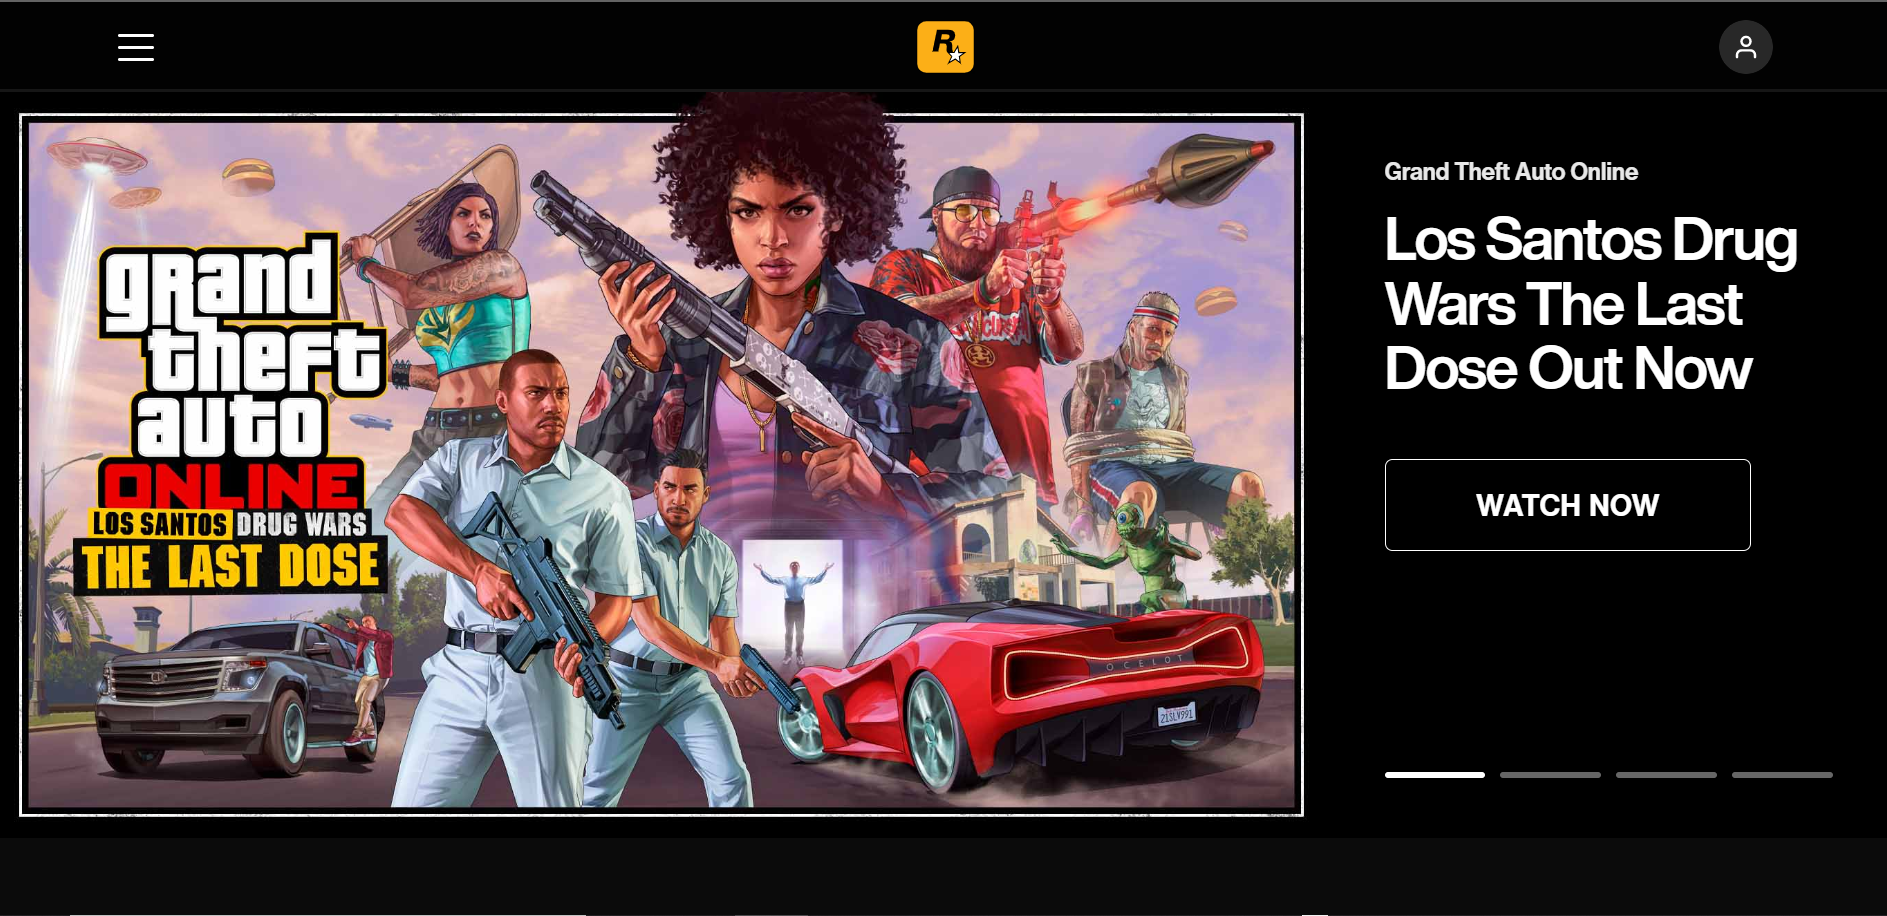 R
grand
theft
auto
ONLINE
LOS SANTOS DRUG WARS
THE LAST DOSE
OCELOT
21SLV991
Grand Theft Auto Online
Los Santos Drug
Wars The Last
Dose Out Now
WATCH NOW